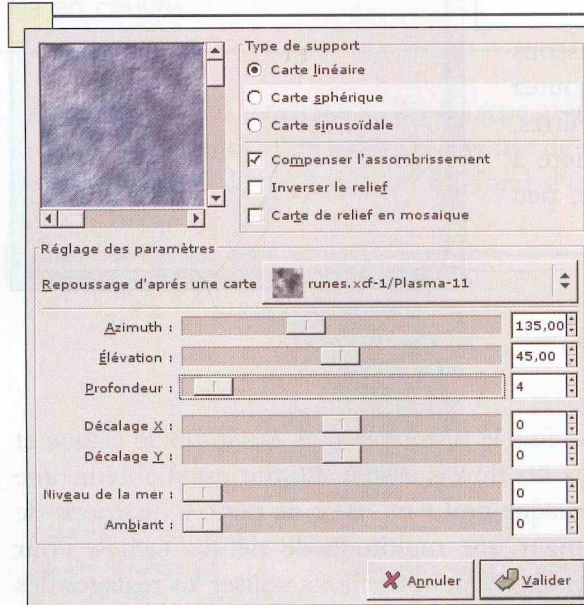 Type de support
Carte linéaire
Carte sphérique
Carte sinusoïdale
Compenser l'assombrissement
Inverser le relief
Carte de relief en mosaique
Réglage des paramètres
Repoussage d'aprés une carte runes.xcf-1/Plasma-11
Azimuth : 135,00
Élévation : 45,00
Profondeur : 4
Décalage X : 0
Décalage Y : 0
Niveau de la mer : 0
Ambiant : 0
Annuler Valider